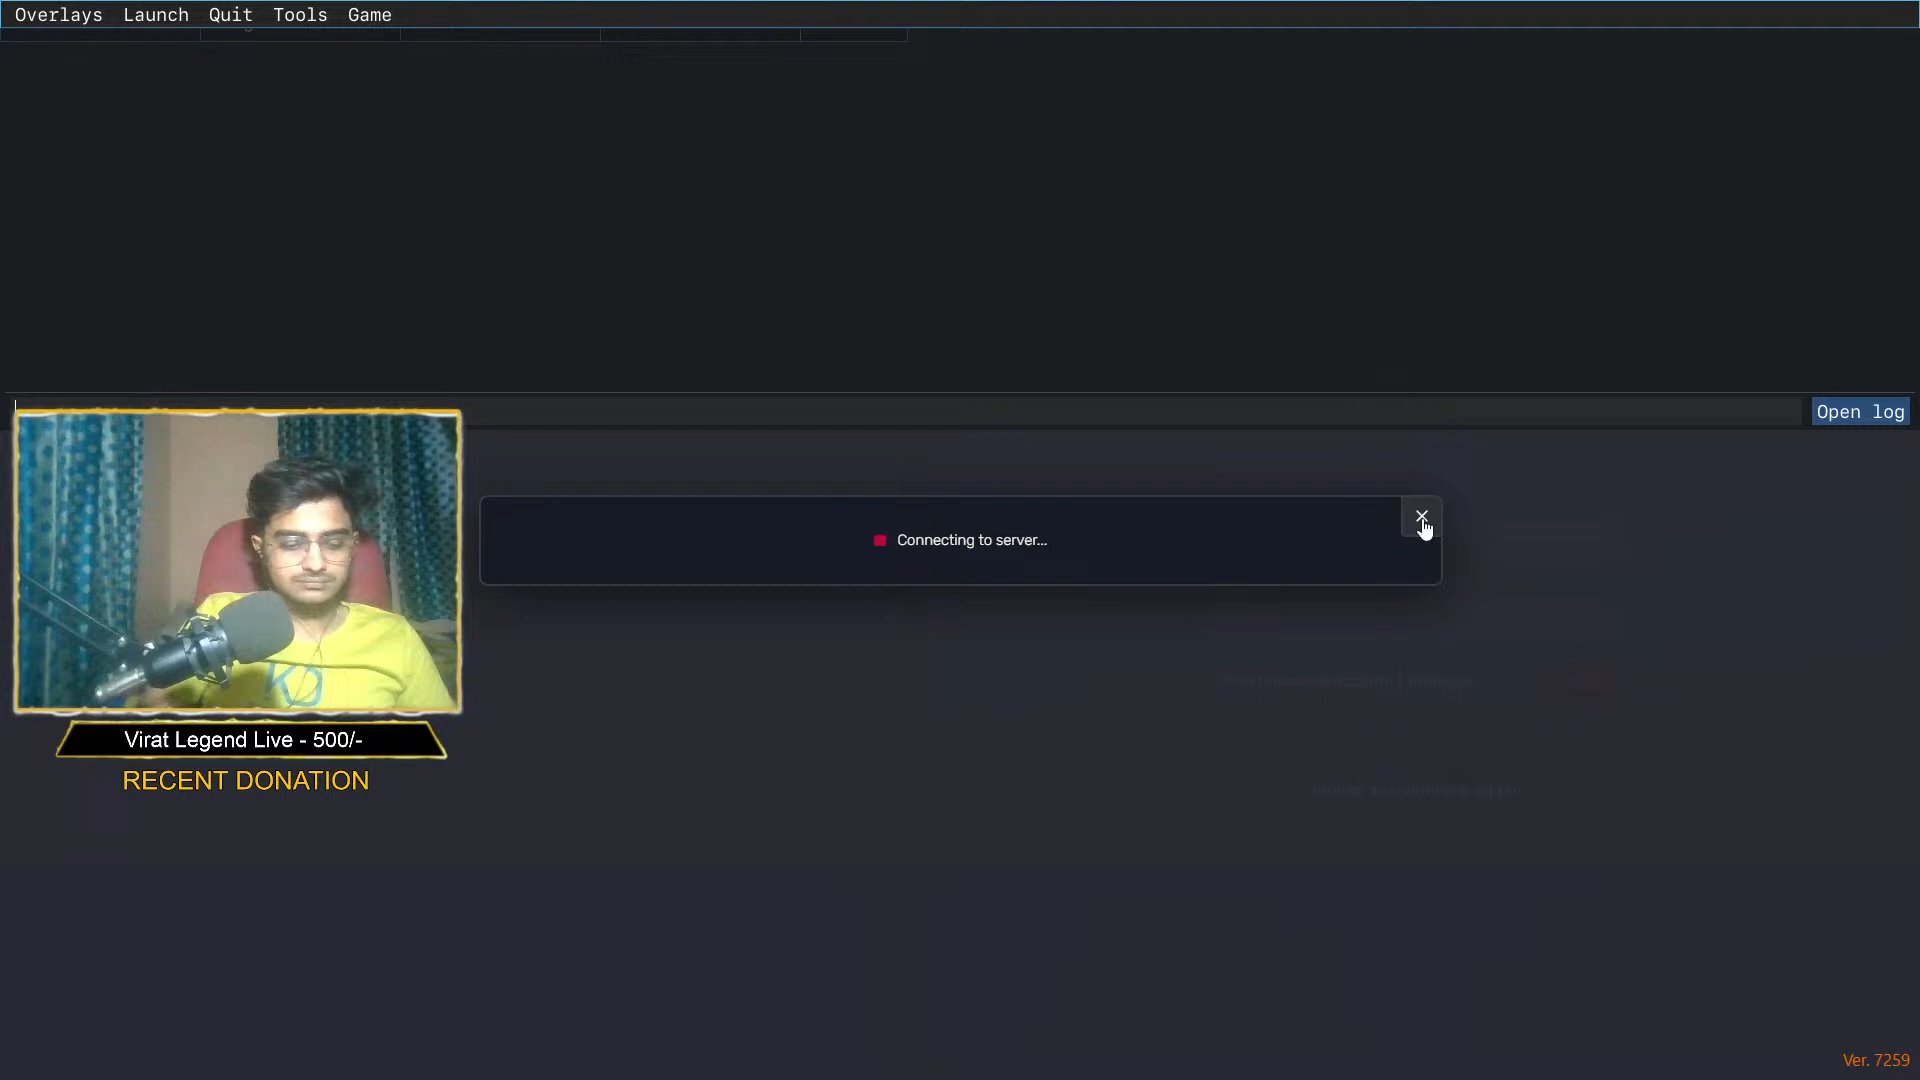 Overlays Launch Quit Tools Game
Open log
Connecting to server...
Virat Legend Live - 500/-
RECENT DONATION
Ver. 7259